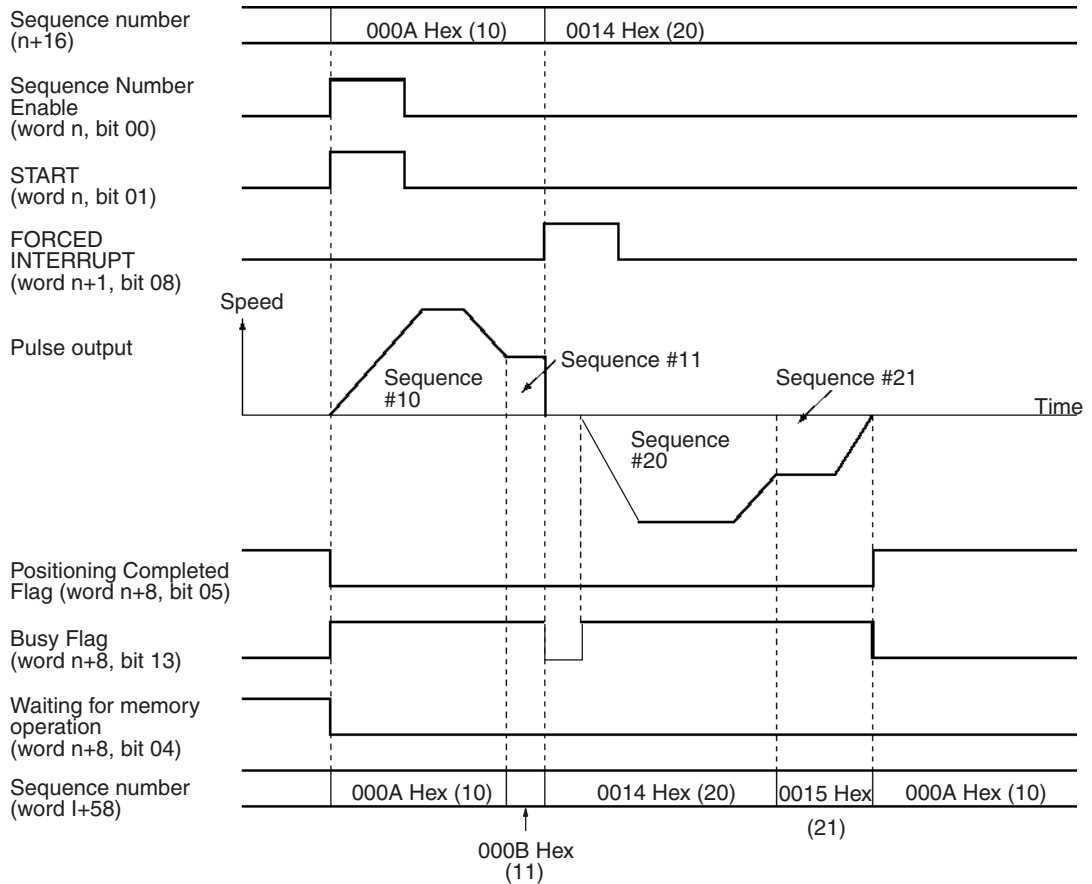 Sequence number
(n+16)
000A Hex (10)
0014 Hex (20)
Sequence Number
Enable
(word n, bit 00)
START
(word n, bit 01)
FORCED
INTERRUPT
(word n+1, bit 08)
Speed
Pulse output
Sequence
#10
Sequence #11
Sequence #21
Time
Sequence
#20
Positioning Completed
Flag (word n+8, bit 05)
Busy Flag
(word n+8, bit 13)
Waiting for memory
operation
(word n+8, bit 04)
Sequence number
(word l+58)
000A Hex (10)
0014 Hex (20)
0015 Hex
(21)
000A Hex (10)
000B Hex
(11)